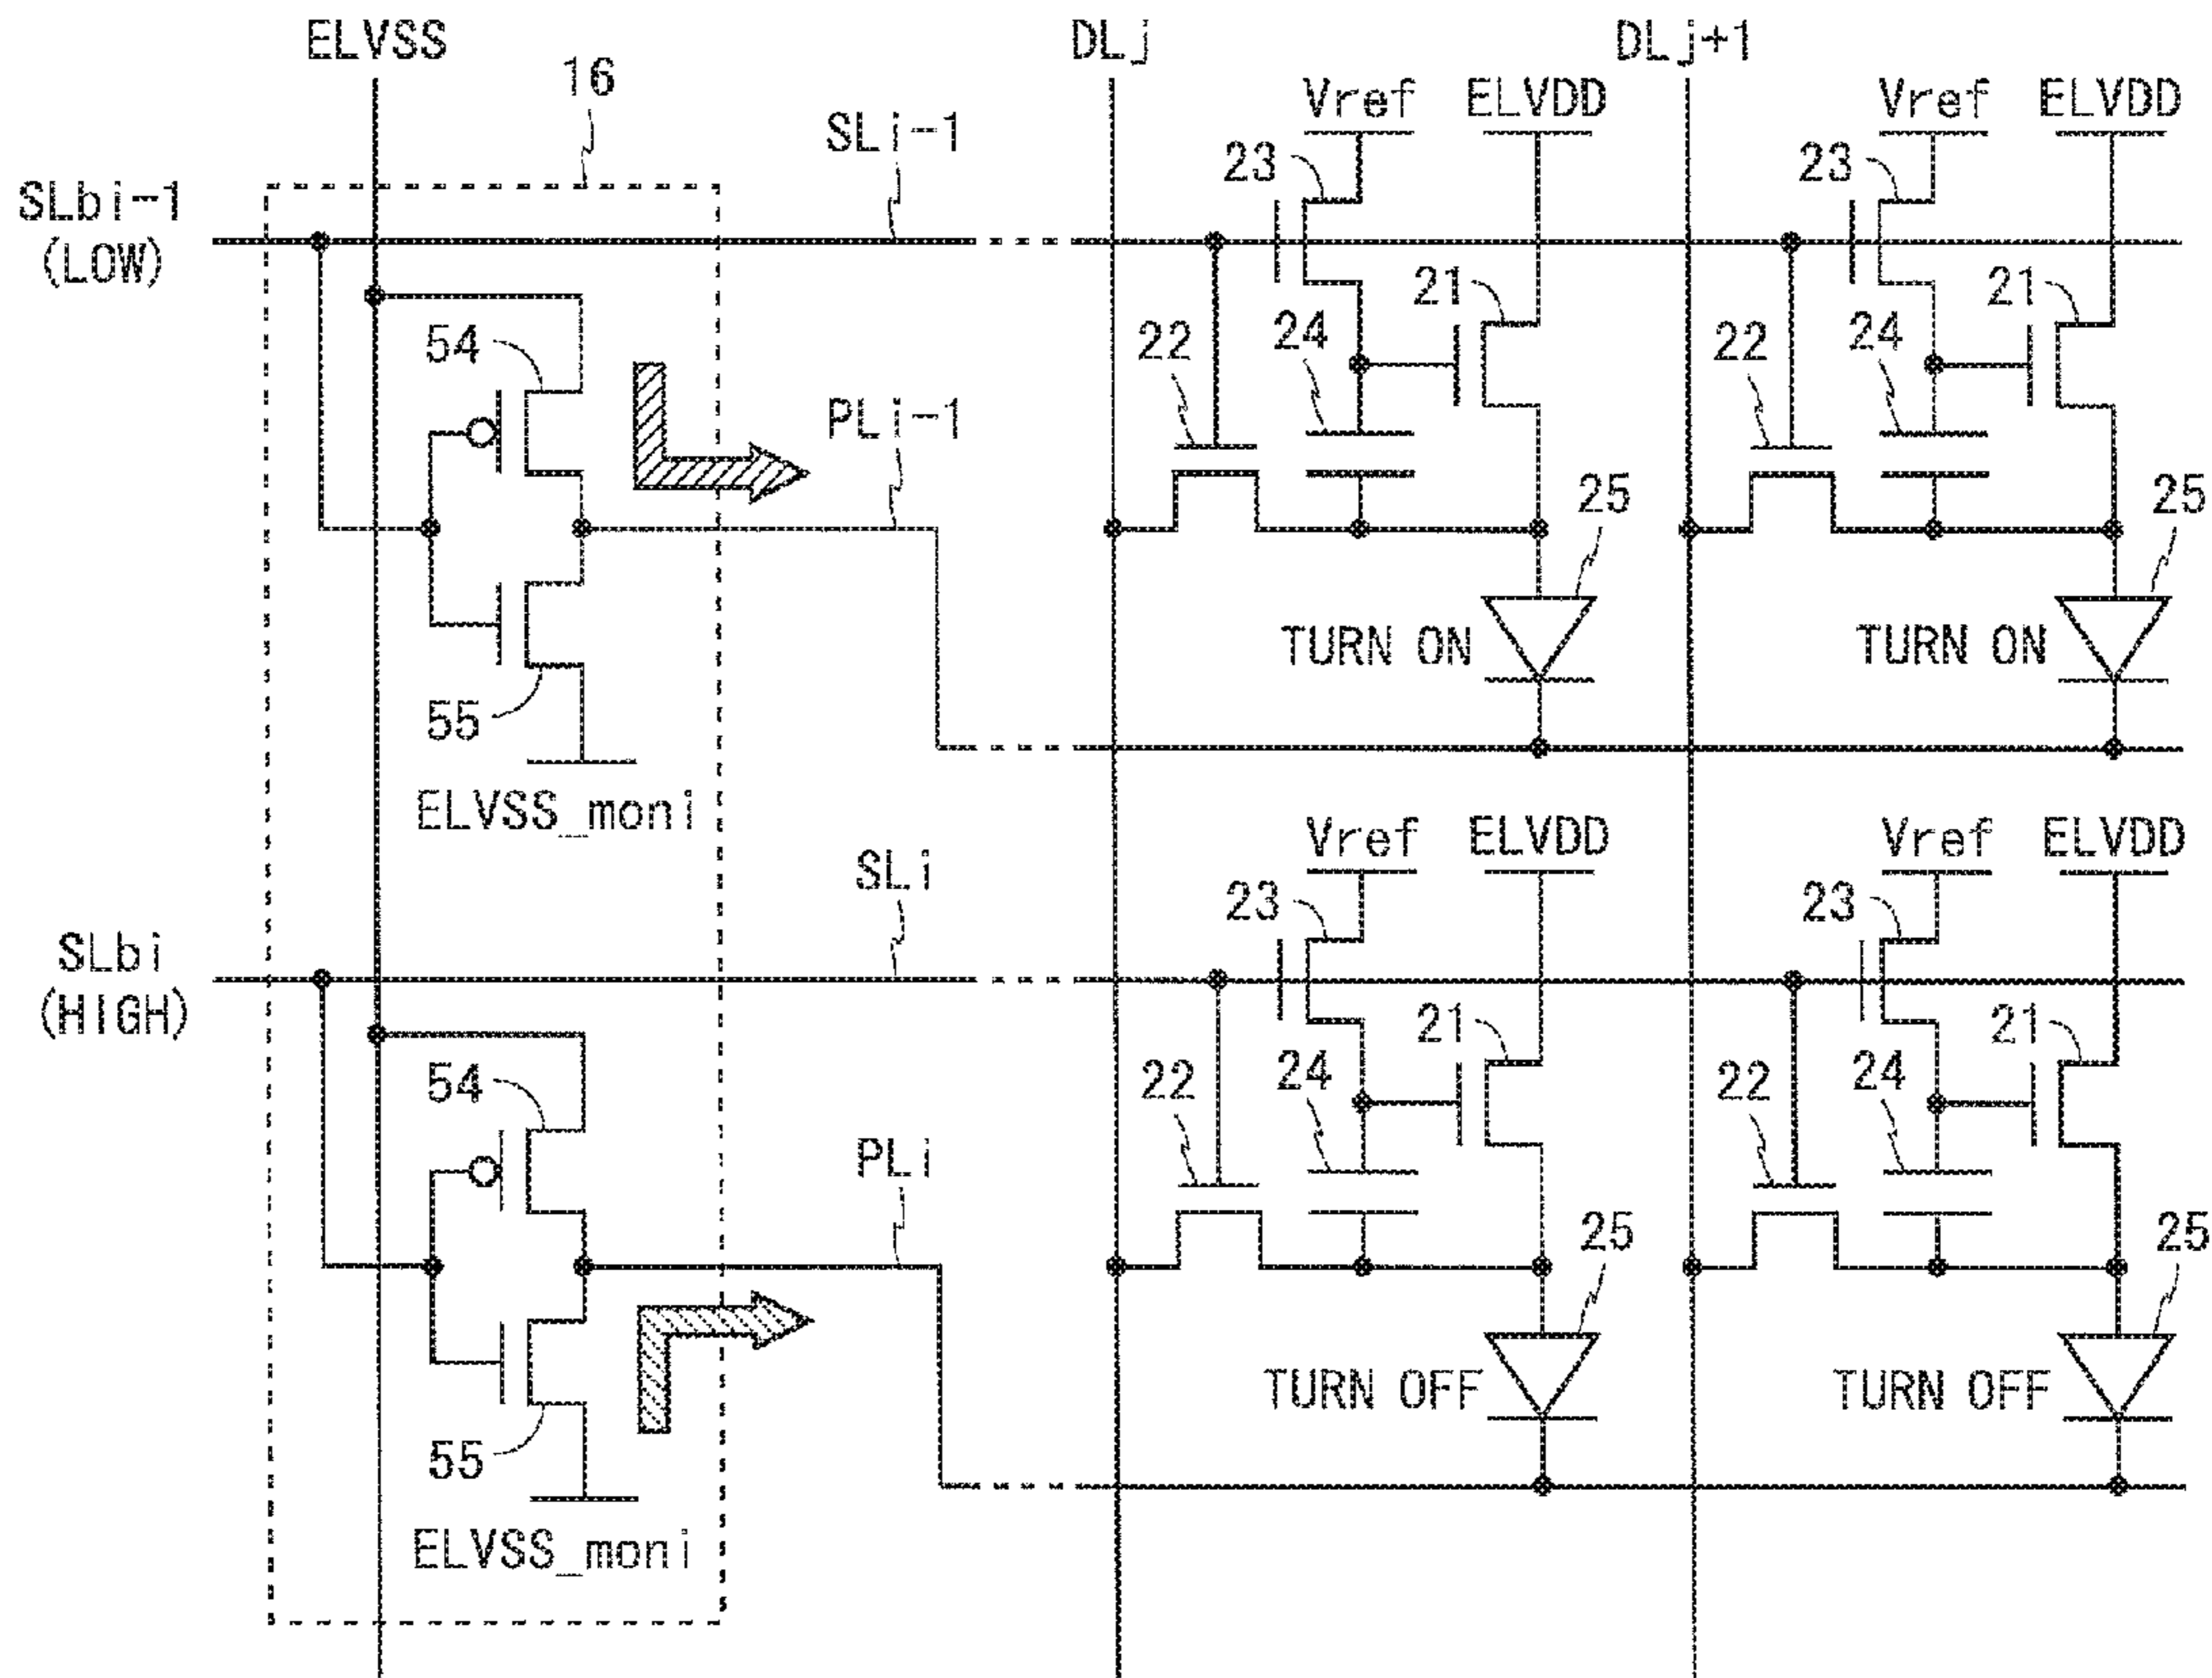 ELVSS
DLj
DLj+1
16
Vref
ELVDD
Vref
ELVDD
SLi-1
23
23
SLbi-1
(LOW)
21
21
54
22
24
22
24
PLi-1
25
25
TURN ON
TURN ON
55
ELVSS_moni
Vref
ELVDD
Vref
ELVDD
SLi
23
23
SLbi
(HIGH)
21
21
54
22
24
22
24
PLi
25
25
TURN OFF
TURN OFF
55
ELVSS_moni